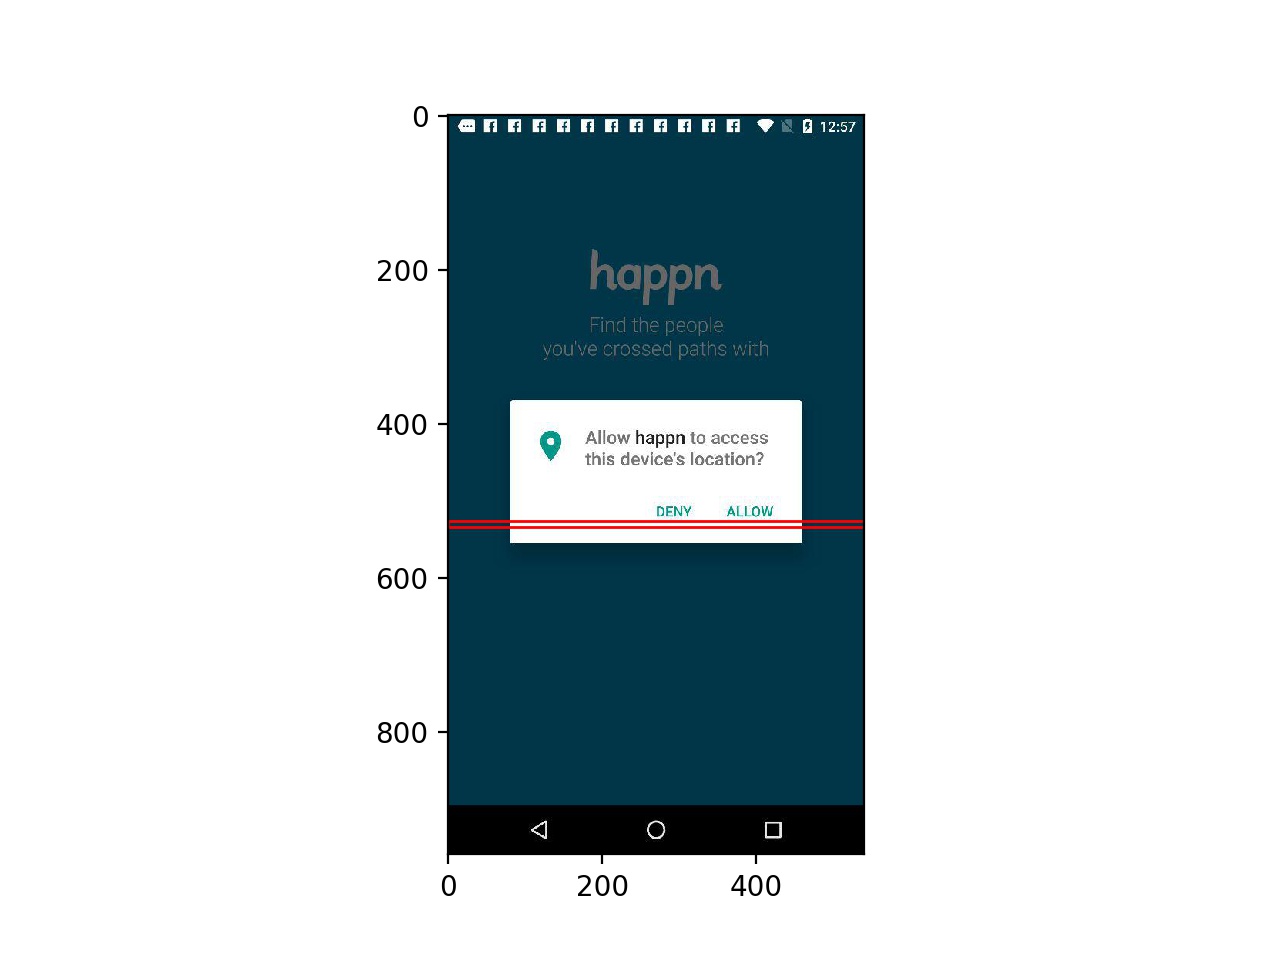 0
200
400
600
800
0 200 400
12:57
happn
Find the people
you've crossed paths with
Allow happn to access
this device's location?
DENY ALLOW